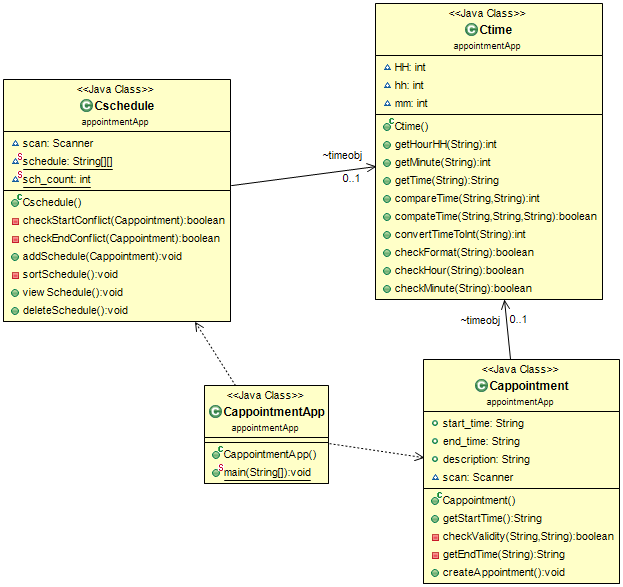 <<Java Class>>
Ctime
appointmentApp
HH: int
hh: int
mm: int
Ctime()
getHourHH(String):int
getMinute(String):int
getTime(String):String
compareTime(String,String):int
compateTime(String,String,String):boolean
convertTimeToInt(String):int
checkFormat(String):boolean
checkHour(String):boolean
checkMinute(String):boolean
<<Java Class>>
Cschedule
appointmentApp
scan: Scanner
schedule: String[][]
sch_count: int
Cschedule()
checkStartConflict(Cappointment):boolean
checkEndConflict(Cappointment):boolean
addSchedule(Cappointment):void
sortSchedule():void
view Schedule():void
deleteSchedule():void
~timeobj
0..1
~timeobj
0..1
<<Java Class>>
CappointmentApp
appointmentApp
CappointmentApp()
main(String[]):void
<<Java Class>>
Cappointment
appointmentApp
start_time: String
end_time: String
description: String
scan: Scanner
Cappointment()
getStartTime():String
checkValidity(String,String):boolean
getEndTime(String):String
createAppointment():void